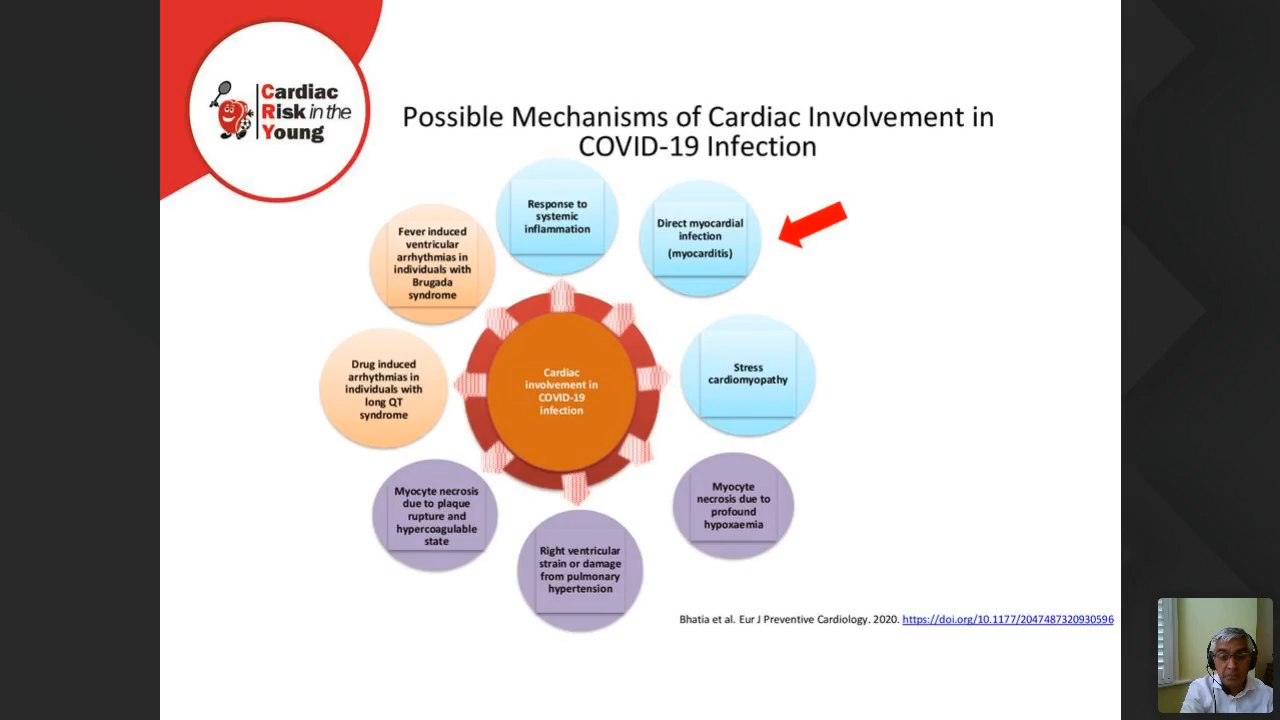 Cardiac
Risk in the
Young
Possible Mechanisms of Cardiac Involvement in
COVID-19 Infection
Response to
systemic
inflammation
Direct myocardial
infection
(myocarditis)
Stress
cardiomyopathy
Myocyte
necrosis due to
profound
hypoxaemia
Right ventricular
strain or damage
from pulmonary
hypertension
Myocyte necrosis
due to plaque
rupture and
hypercoagulable
state
Drug induced
arrhythmias in
individuals with
long QT
syndrome
Fever induced
ventricular
arrhythmias in
individuals with
Brugada
syndrome
Cardiac
involvement in
COVID-19
infection
Bhatia et al. Eur J Preventive Cardiology. 2020. https://doi.org/10.1177/2047487320930596